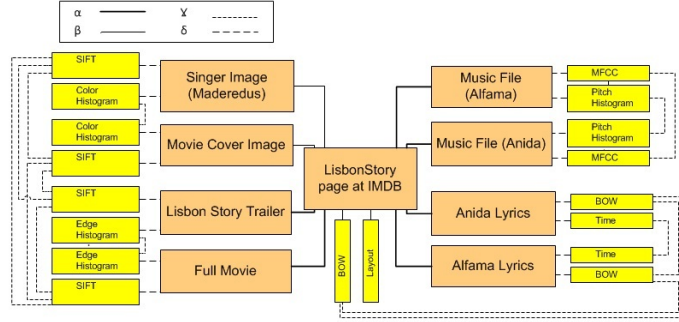 α
ɣ
β
δ
SIFT
Color
Histogram
Color
Histogram
SIFT
SIFT
Edge
Histogram
Edge
Histogram
SIFT
Singer Image
(Maderedus)
Movie Cover Image
Lisbon Story Trailer
Full Movie
LisbonStory
page at IMDB
BOW
Layout
Music File
(Alfama)
Music File (Anida)
Anida Lyrics
Alfama Lyrics
MFCC
Pitch
Histogram
Pitch
Histogram
MFCC
BOW
Time
Time
BOW